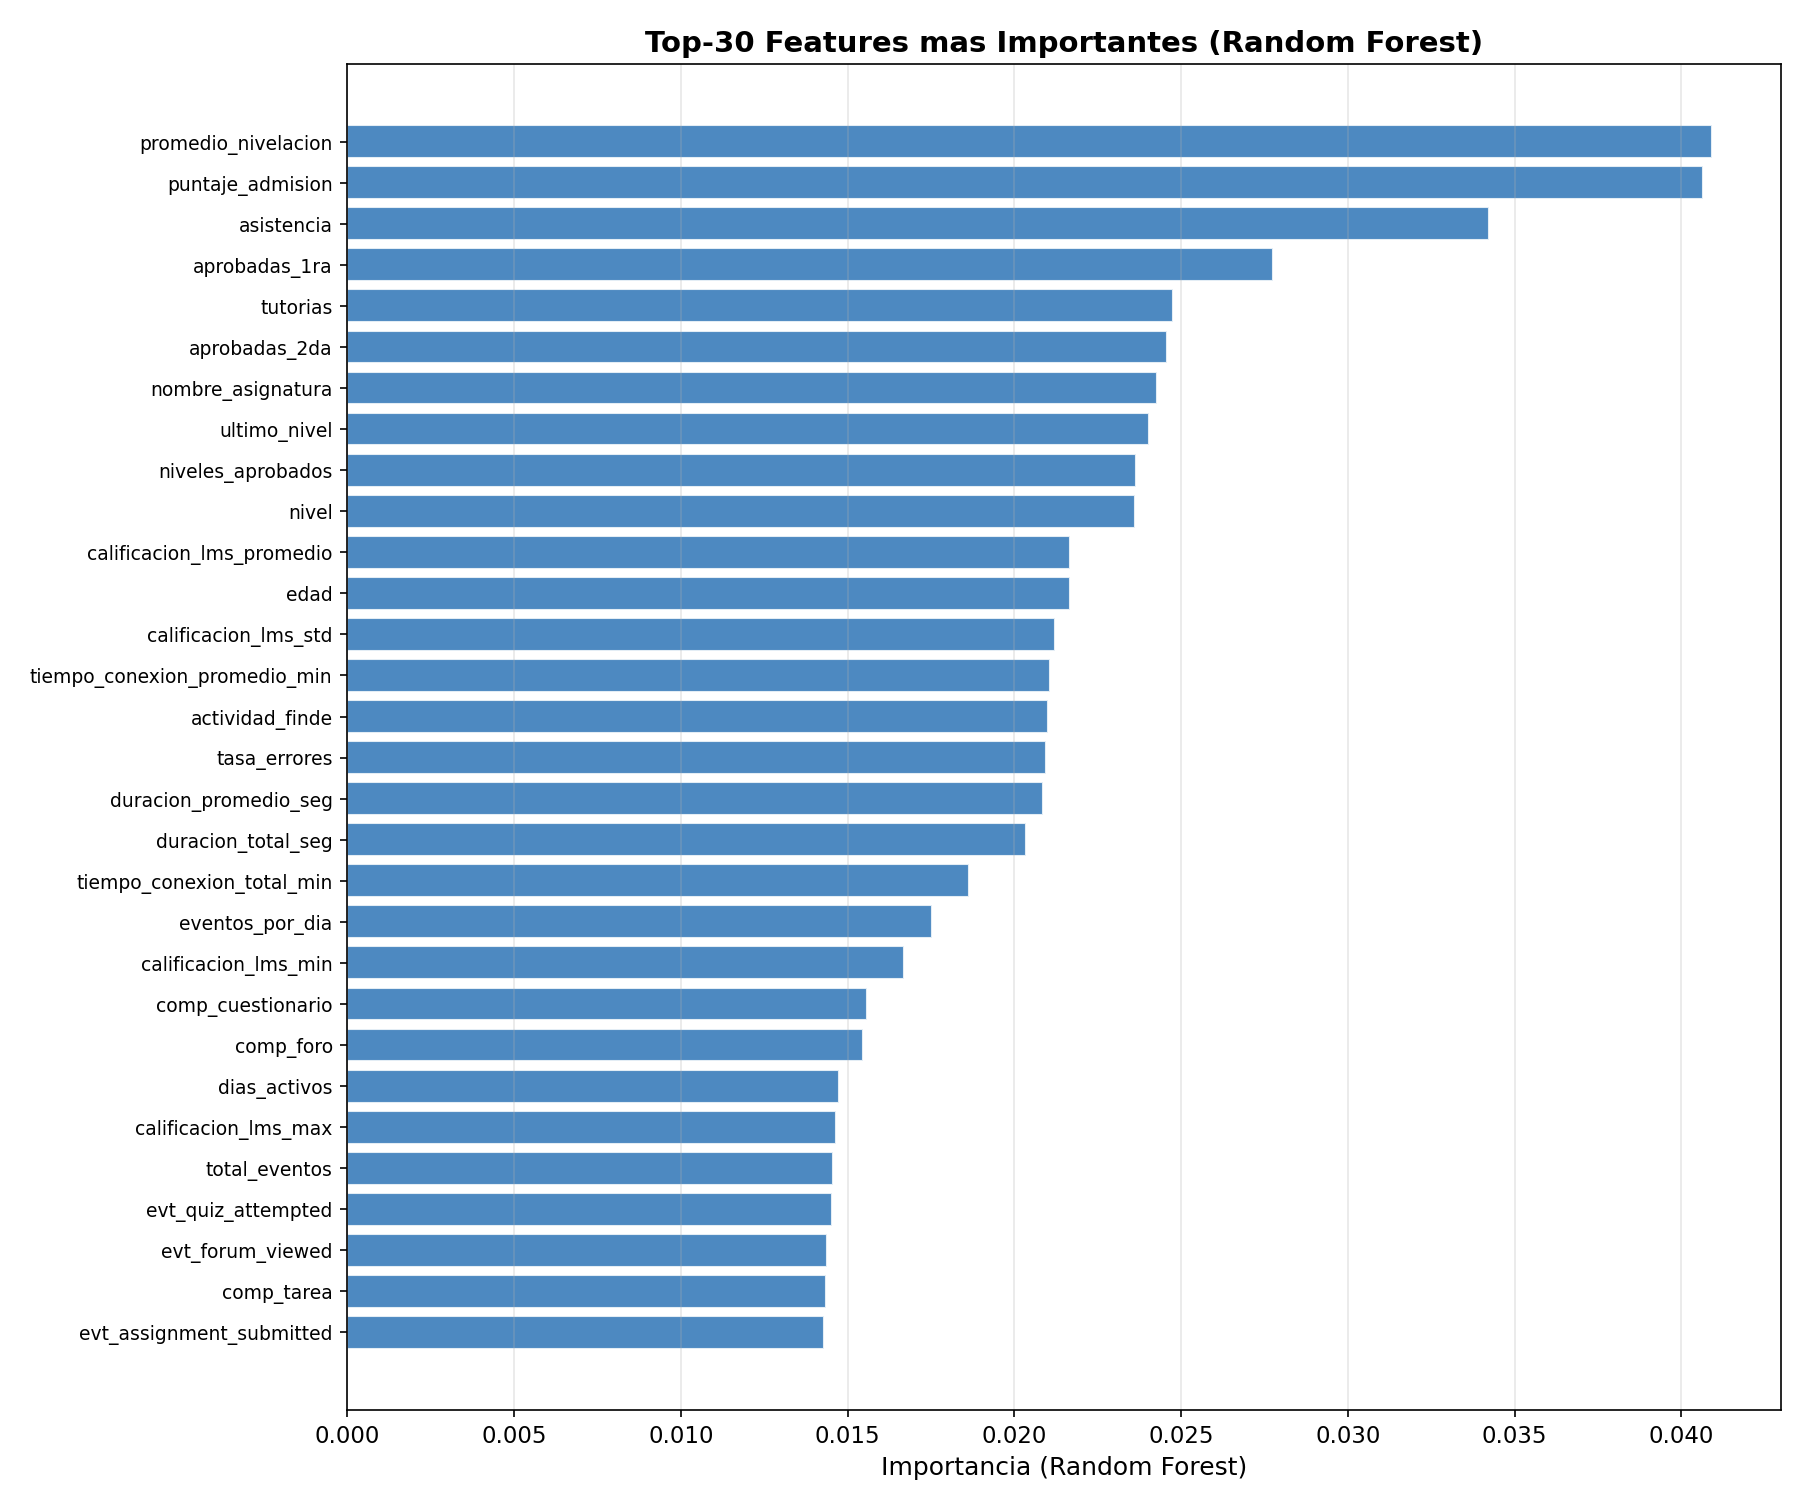 Top-30 Features mas Importantes (Random Forest)
promedio_nivelacion
puntaje_admision
asistencia
aprobadas_1ra
tutorias
aprobadas_2da
nombre_asignatura
ultimo_nivel
niveles_aprobados
nivel
calificacion_lms_promedio
edad
calificacion_lms_std
tiempo_conexion_promedio_min
actividad_finde
tasa_errores
duracion_promedio_seg
duracion_total_seg
tiempo_conexion_total_min
eventos_por_dia
calificacion_lms_min
comp_cuestionario
comp_foro
dias_activos
calificacion_lms_max
total_eventos
evt_quiz_attempted
evt_forum_viewed
comp_tarea
evt_assignment_submitted
0.000 0.005 0.010 0.015 0.020 0.025 0.030 0.035 0.040
Importancia (Random Forest)